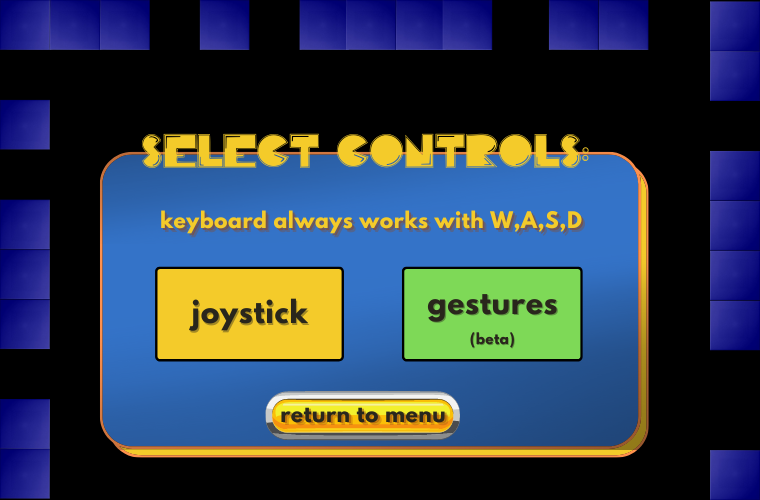 SELECT CONTROLS:
keyboard always works with W,A,S,D
joystick
gestures
(beta)
return to menu